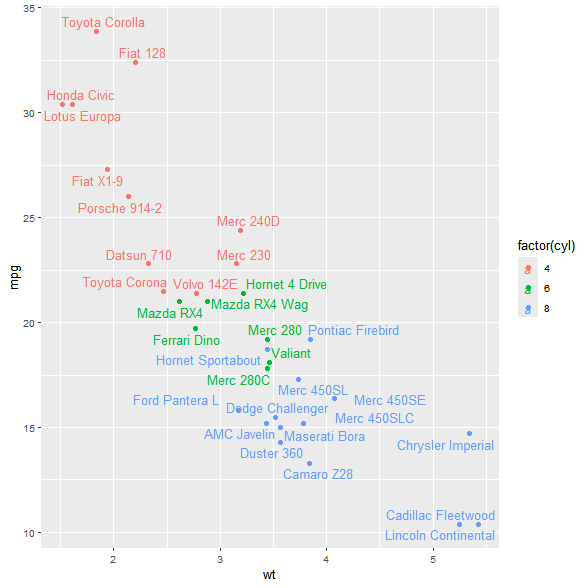 35
Toyota Corolla
Fiat 128
Honda Civic
30
Lotus Europa
Fiat X1-9
Porsche 914-2
25
Merc 240D
Datsun 710
Merc 230
Toyota Corona
Volvo 142E
Hornet 4 Drive
Mazda RX4
Mazda RX4 Wag
20
Merc 280
Pontiac Firebird
Ferrari Dino
Hornet Sportabout
Valiant
Merc 280C
Merc 450SL
Ford Pantera L
Merc 450SE
Dodge Challenger
Merc 450SLC
15
AMC Javelin
Maserati Bora
Chrysler Imperial
Duster 360
Camaro Z28
Cadillac Fleetwood
10
Lincoln Continental
2
3
4
5
wt
mpg
factor(cyl)
a 4
a 6
a 8